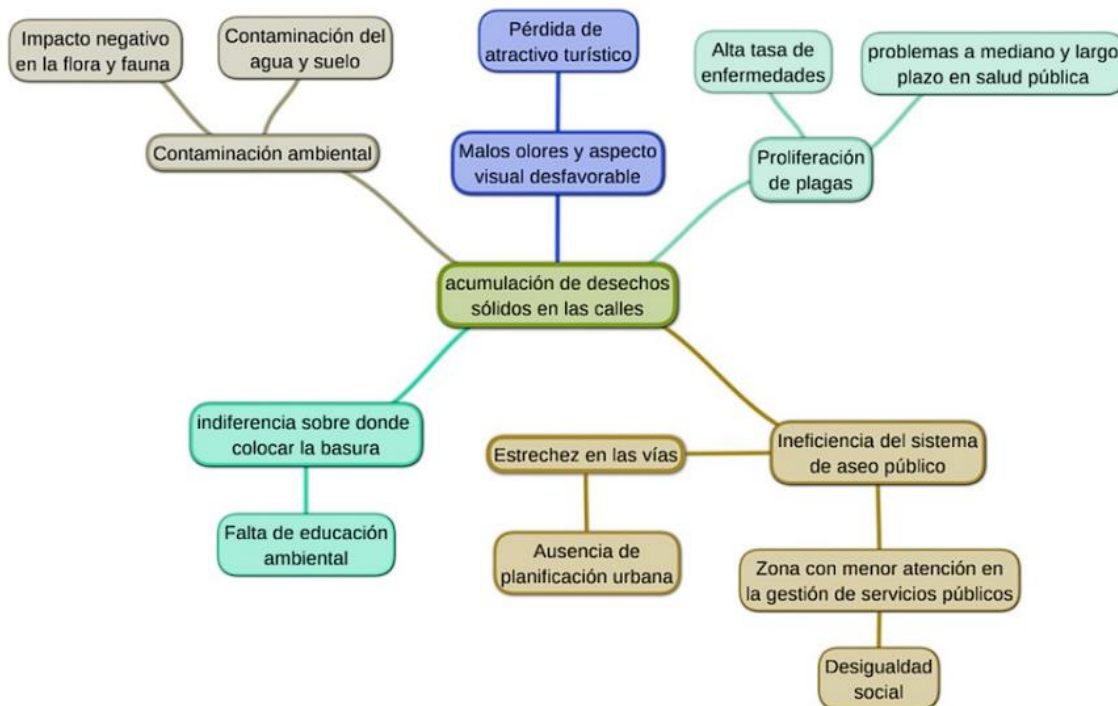 Impacto negativo
en la flora y fauna
Contaminación del
agua y suelo
Contaminación ambiental
Pérdida de
atractivo turístico
Malos olores y aspecto
visual desfavorable
Alta tasa de
enfermedades
problemas a mediano y largo
plazo en salud pública
Proliferación
de plagas
acumulación de desechos
sólidos en las calles
indiferencia sobre donde
colocar la basura
Falta de educación
ambiental
Estrechez en las vías
Ausencia de
planificación urbana
Ineficiencia del sistema
de aseo público
Zona con menor atención en
la gestión de servicios públicos
Desigualdad
social